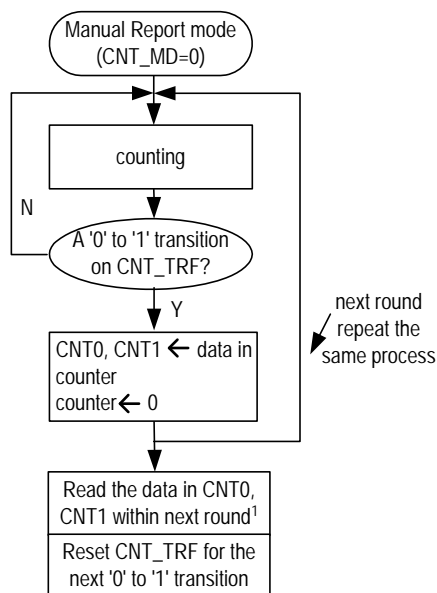 Manual Report mode
(CNT_MD=0)
counting
N
A '0' to '1' transition
on CNT_TRF?
Y
next round
repeat the
same process
CNT0, CNT1 ← data in
counter
counter← 0
Read the data in CNT0,
CNT1 within next round¹
Reset CNT_TRF for the
next '0' to '1' transition